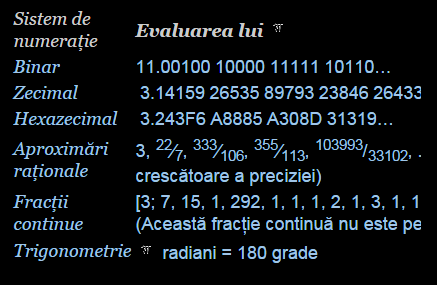 Sistem de numerație Evaluarea lui π
Binar 11.00100 10000 11111 10110…
Zecimal 3.14159 26535 89793 23846 26433
Hexazecimal 3.243F6 A8885 A308D 31319…
Aproximări raționale 3, 22⁄7, 333⁄106, 355⁄113, 103993/33102, .
crescătoare a preciziei)
Fracții continue [3; 7, 15, 1, 292, 1, 1, 1, 2, 1, 3, 1, 1
(Această fracție continuă nu este pe
Trigonometrie π radiani = 180 grade